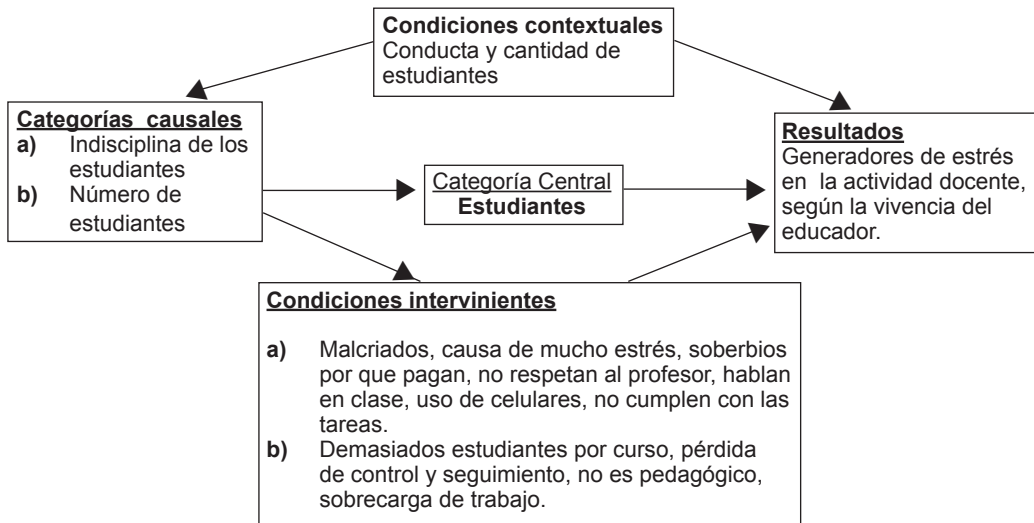 Condiciones contextuales
Conducta y cantidad de
estudiantes
Categorías causales
a) Indisciplina de los
estudiantes
b) Número de
estudiantes
Categoría Central
Estudiantes
Resultados
Generadores de estrés
en la actividad docente,
según la vivencia del
educador.
Condiciones intervinientes
a) Malcriados, causa de mucho estrés, soberbios
por que pagan, no respetan al profesor, hablan
en clase, uso de celulares, no cumplen con las
tareas.
b) Demasiados estudiantes por curso, pérdida
de control y seguimiento, no es pedagógico,
sobrecarga de trabajo.